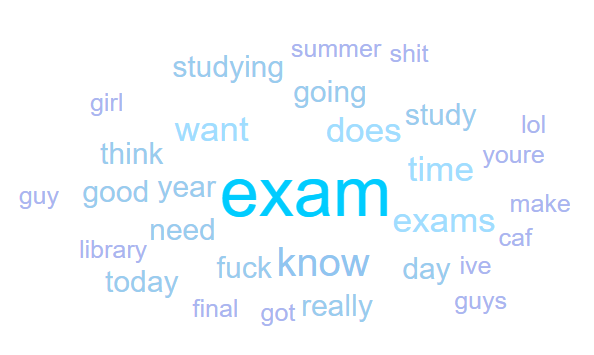 summer
shit
studying
going
girl
study
want
does
lol
think
time
youre
guy
good
year
exam
make
need
exams
caf
library
fuck
know
day
ive
today
final
got
really
guys